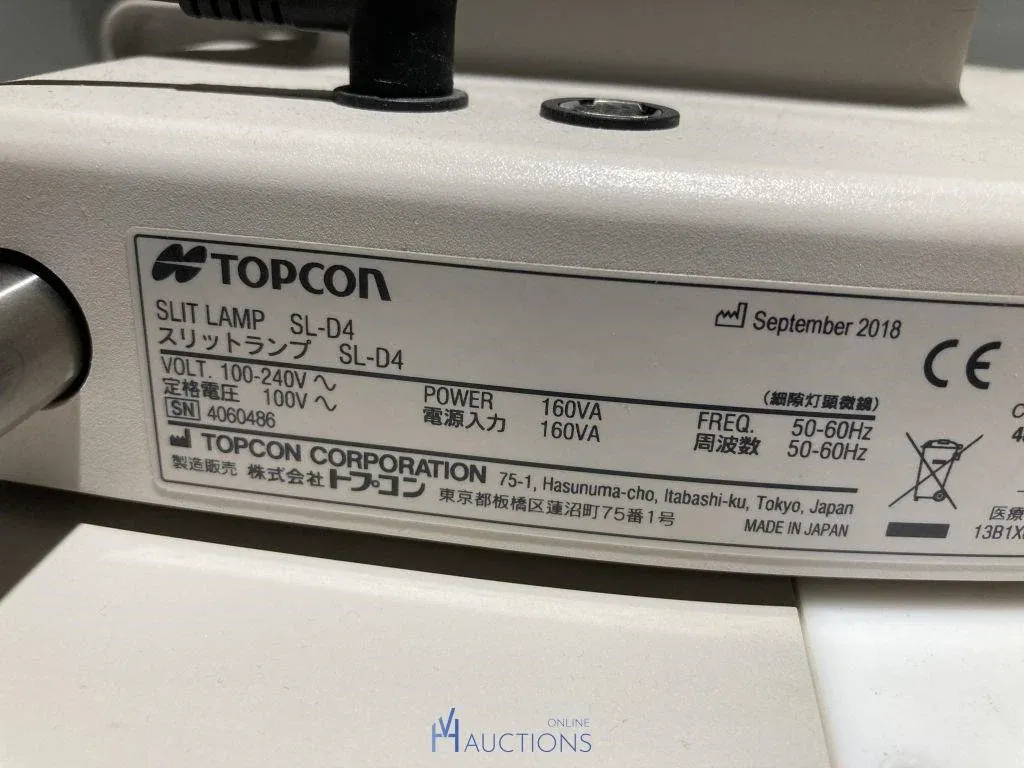 TOPCON
SLIT LAMP SL-D4
スリットランプ SL-D4
VOLT. 100-240V ～
定格電圧 100V ～
SN 4060486
POWER 160VA
電源入力 160VA
September 2018
(細隙灯顕微鏡)
FREQ. 50-60Hz
周波数 50-60Hz
TOPCON CORPORATION 75-1, Hasunuma-cho, Itabashi-ku, Tokyo, Japan
製造販売 株式会社トプコン 東京都板橋区蓮沼町75番1号
MADE IN JAPAN
CE
医療
13B1X
ONLINE
VH AUCTIONS